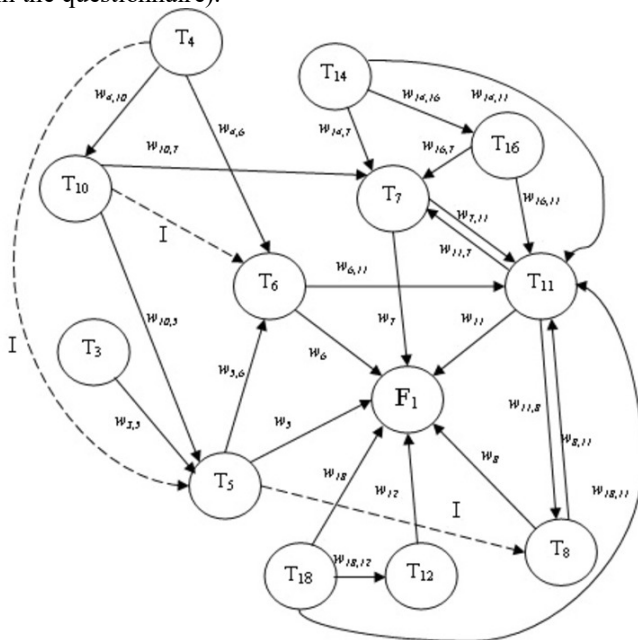 in the questionnaire).
T4
T14
w4,10
w14,16
w14,11
w4,6
w14,7
T16
w10,7
w16,7
T10
T7
w16,11
w7,11
I
w11,7
T6
w6,11
T11
w10,5
w7
w11
I
T3
w6
w5,6
F1
w11,8
w3,5
w5
w8,11
w8
T5
w18
w12
w18,11
I
T8
w18,12
T18
T12